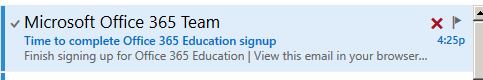 Microsoft Office 365 Team
Time to complete Office 365 Education signup 4:25p
Finish signing up for Office 365 Education | View this email in your browser...